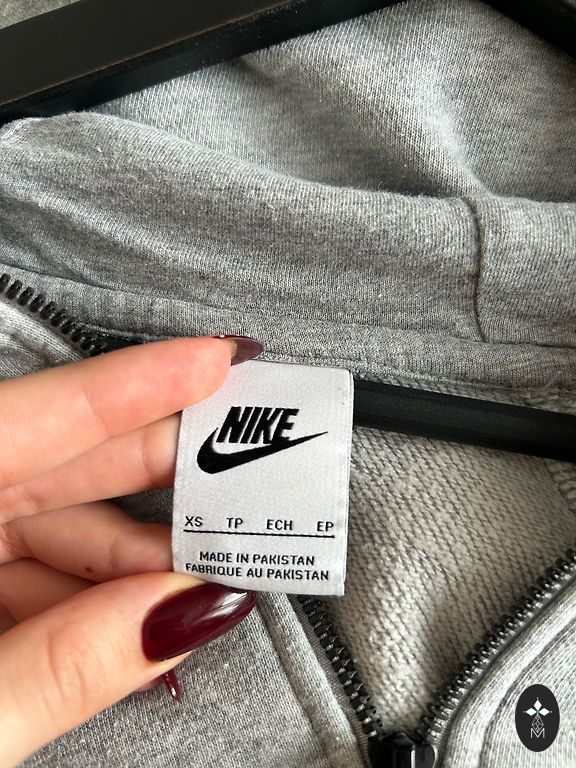 NIKE
XS TP ECH EP
MADE IN PAKISTAN
FABRIQUE AU PAKISTAN
M